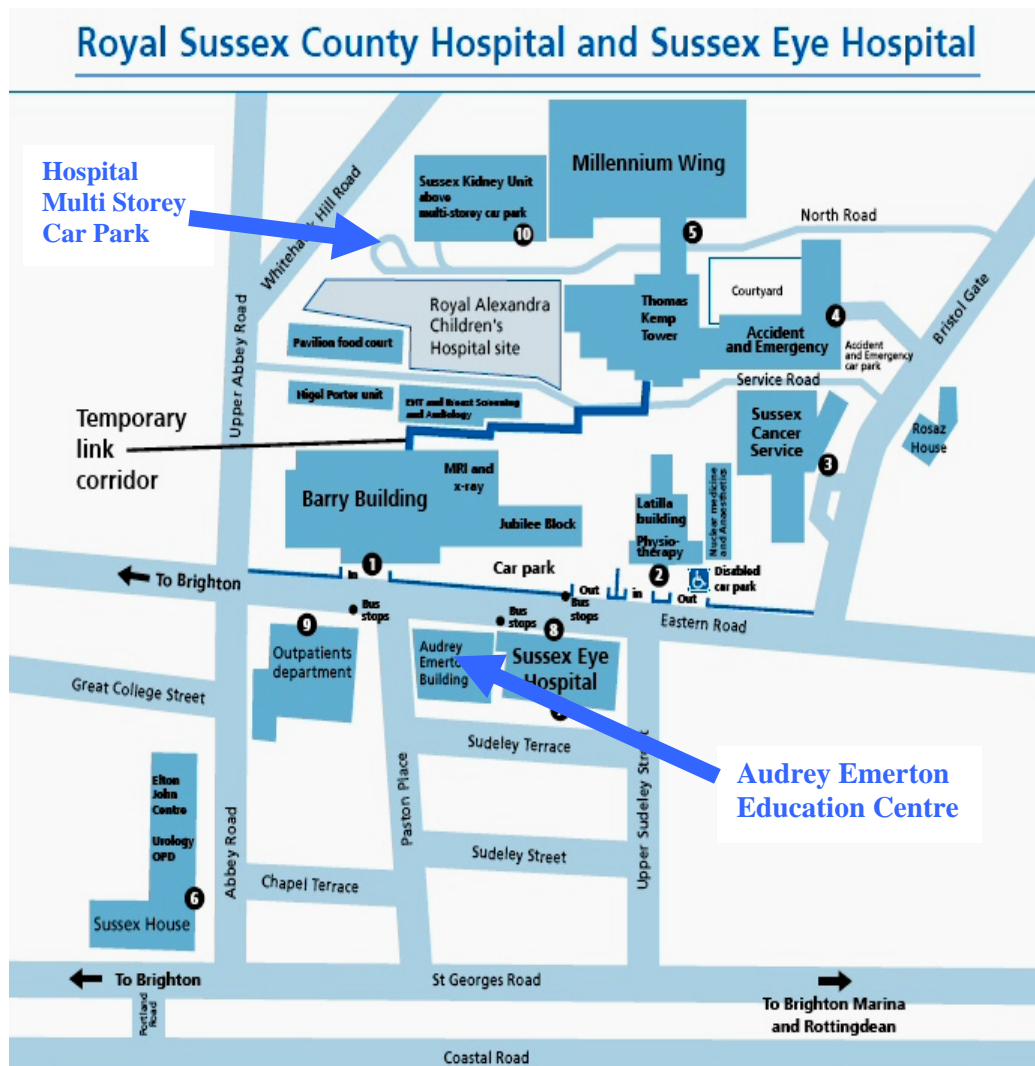 Royal Sussex County Hospital and Sussex Eye Hospital
Hospital
Multi Storey
Car Park
Whitehawk Hill Road
Sussex Kidney Unit
above
multi-storey car park
10
Millennium Wing
5
North Road
Upper Abbey Road
Royal Alexandra
Children's
Hospital site
Thomas
Kemp
Tower
Courtyard
4
Accident
and Emergency
Accident
and Emergency
car park
Bristol Gate
Pavilion food court
Service Road
Nigel Porter unit
ENT and Breast Screening
and Audiology
Temporary
link
corridor
Sussex
Cancer
Service
3
Rosaz
House
MRI and
x-ray
Barry Building
Jubilee Block
Latilla
building
Physio-
therapy
Nuclear medicine
and Anaesthetics
1
in
Car park
2
Out
in
Out
Disabled
car park
To Brighton
Bus
stops
Bus
stops
Bus
stops
Eastern Road
9
Outpatients
department
Audrey
Emerton
Building
8
Sussex Eye
Hospital
Great College Street
Sudeley Terrace
Audrey Emerton
Education Centre
Elton
John
Centre
Urology
OPD
Abbey Road
Paston Place
Upper Sudeley Street
Sudeley Street
Chapel Terrace
6
Sussex House
To Brighton
St Georges Road
To Brighton Marina
and Rottingdean
Portland
Road
Coastal Road